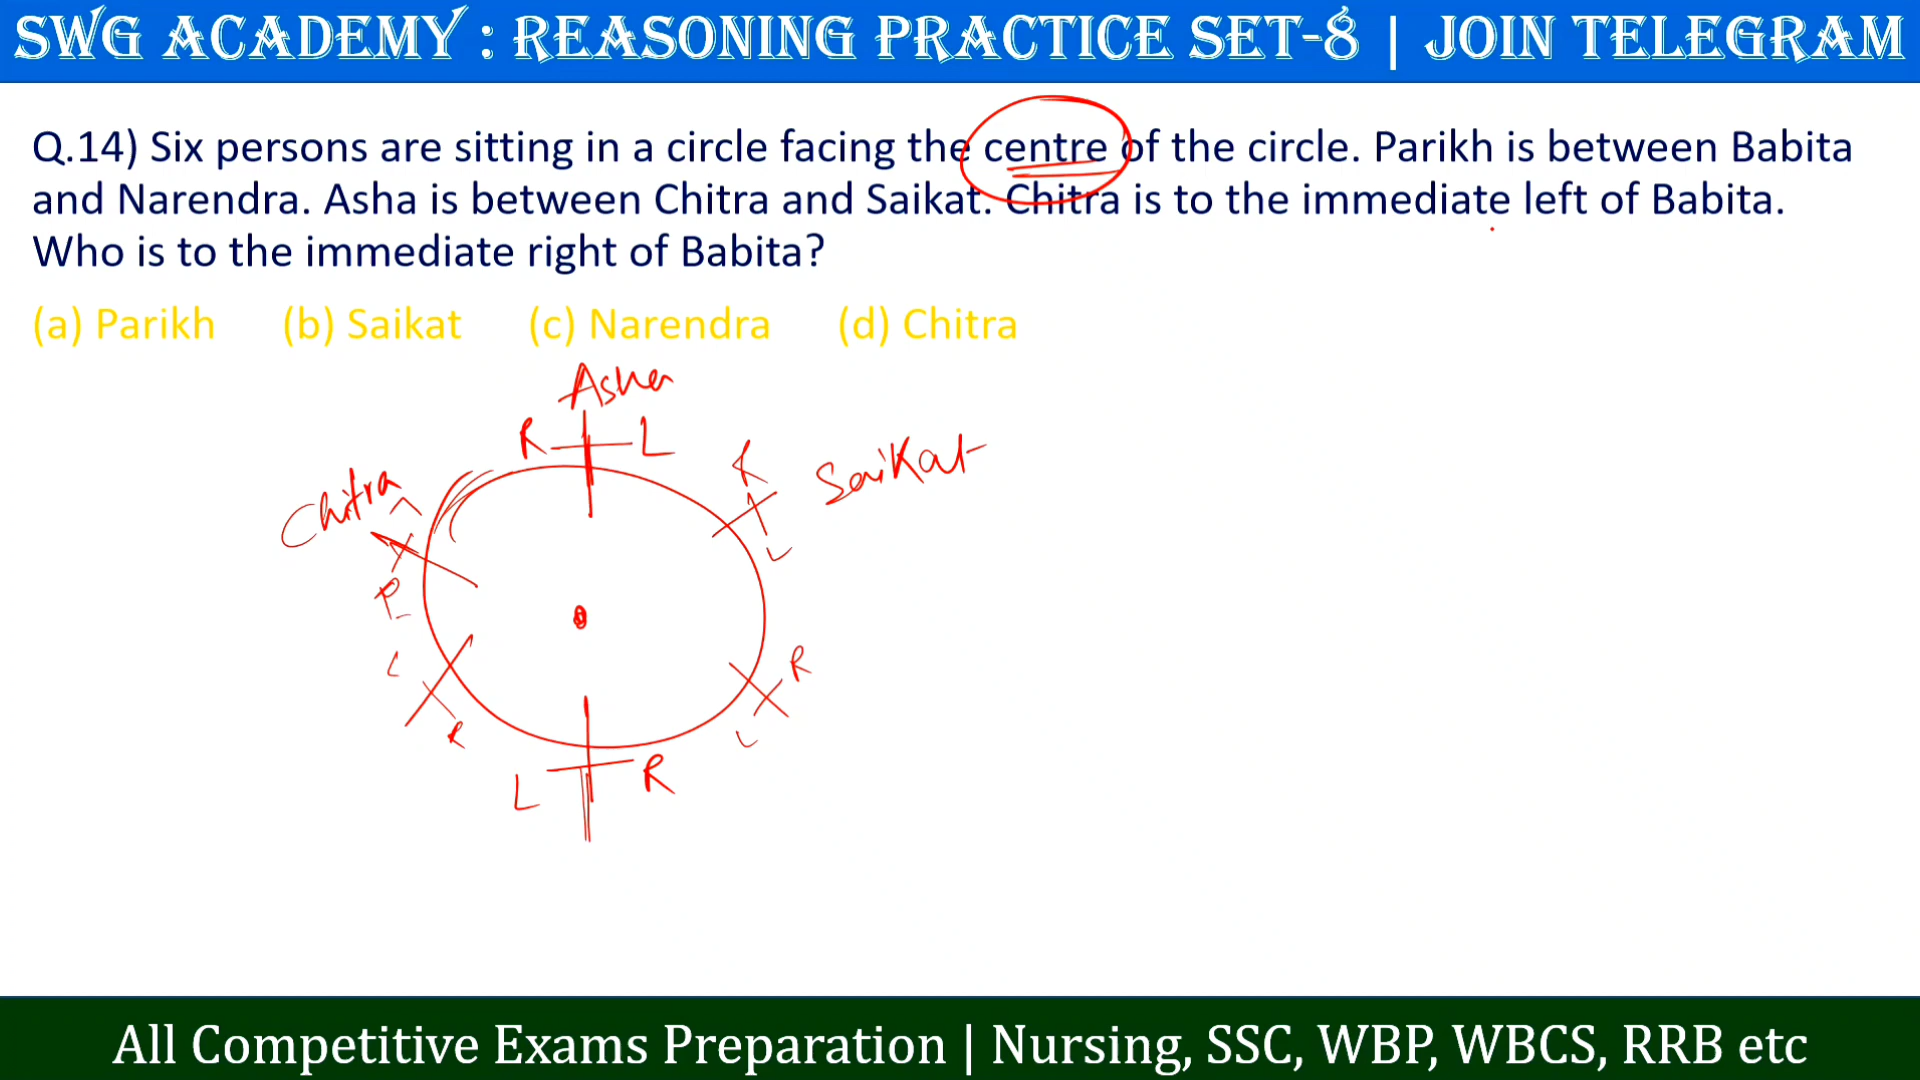 SWG ACADEMY : REASONING PRACTICE SET-8 | JOIN TELEGRAM
Q.14) Six persons are sitting in a circle facing the centre of the circle. Parikh is between Babita
and Narendra. Asha is between Chitra and Saikat. Chitra is to the immediate left of Babita.
Who is to the immediate right of Babita?
(a) Parikh (b) Saikat (c) Narendra (d) Chitra
Asha
R L
R Saikat
Chitra
L
R
L R
R L
L R
All Competitive Exams Preparation | Nursing, SSC, WBP, WBCS, RRB etc